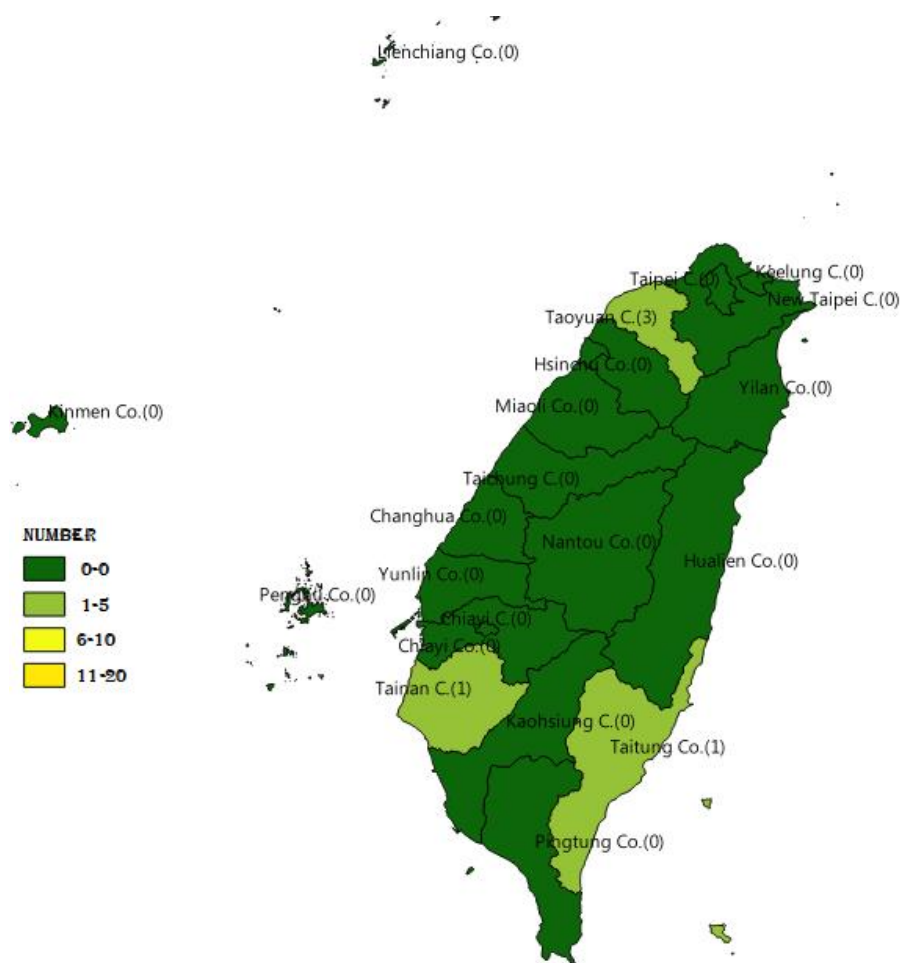 Lienchiang Co.(0)
Keelung C.(0)
Taipei C.(0)
New Taipei C.(0)
Taoyuan C.(3)
Hsinchu Co.(0)
Yilan Co.(0)
Miaoli Co.(0)
Kinmen Co.(0)
Taichung C.(0)
Changhua Co.(0)
Nantou Co.(0)
Hualien Co.(0)
Yunlin Co.(0)
Penghu Co.(0)
Chiayi C.(0)
Chiayi Co.(0)
Tainan C.(1)
Kaohsiung C.(0)
Taitung Co.(1)
Pingtung Co.(0)
NUMBER
0-0
1-5
6-10
11-20